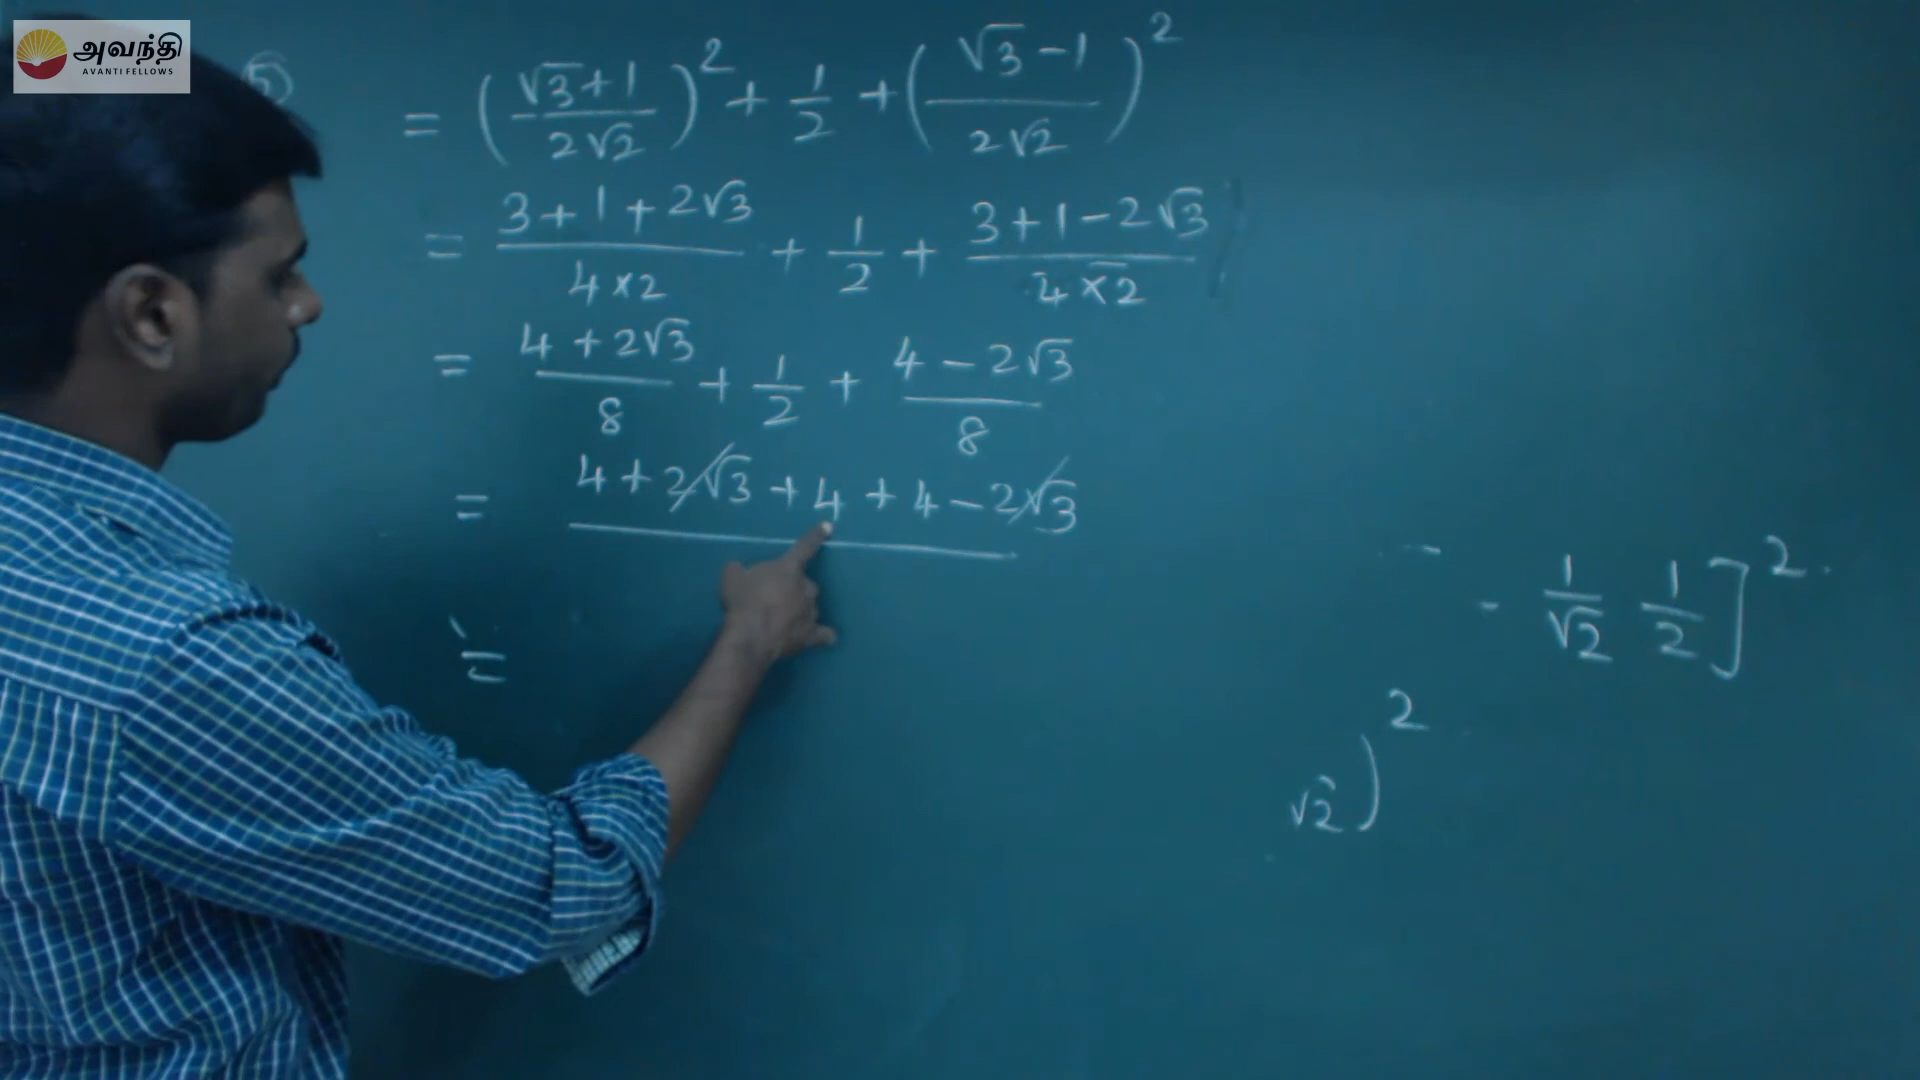 அவந்தி
AVANTI FELLOWS
5)
= ( √3+1 / 2√2 )² + 1/2 + ( √3-1 / 2√2 )²
= 3+1+2√3 / 4×2 + 1/2 + 3+1-2√3 / 4×2
= 4+2√3 / 8 + 1/2 + 4-2√3 / 8
= 4+2√3+4+4-2√3
=
- 1/√2 1/2 ]²
√2 )²